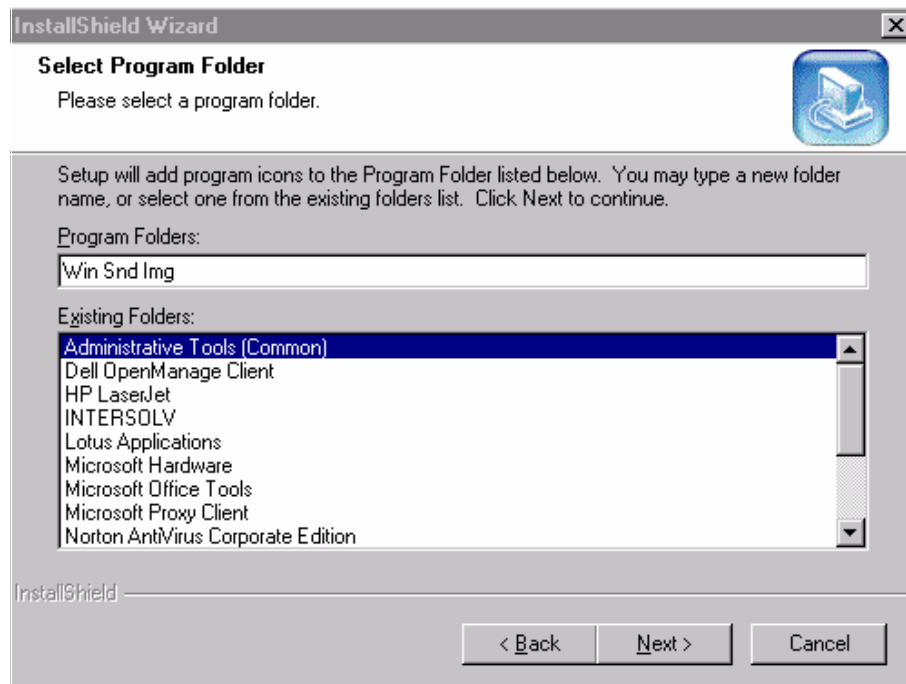 InstallShield Wizard
Select Program Folder
Please select a program folder.
Setup will add program icons to the Program Folder listed below. You may type a new folder
name, or select one from the existing folders list. Click Next to continue.
Program Folders:
Win Snd Img
Existing Folders:
Administrative Tools (Common)
Dell OpenManage Client
HP LaserJet
INTERSOLV
Lotus Applications
Microsoft Hardware
Microsoft Office Tools
Microsoft Proxy Client
Norton AntiVirus Corporate Edition
InstallShield
< Back Next > Cancel